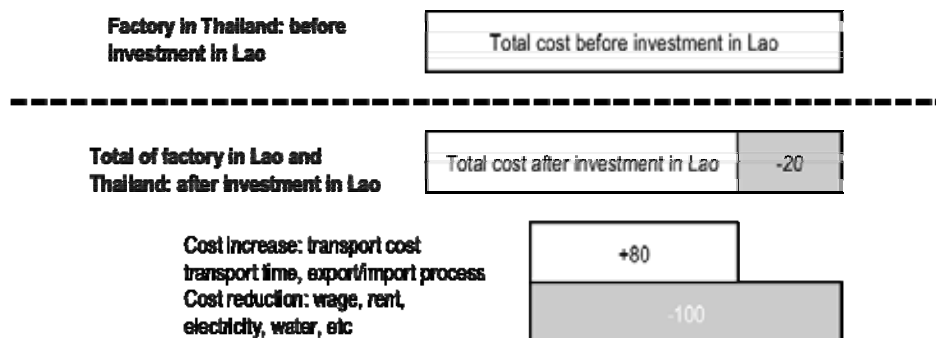 Factory in Thailand: before
investment in Lao
Total cost before investment in Lao
Total of factory in Lao and
Thailand: after investment in Lao
Total cost after investment in Lao
-20
Cost increase: transport cost
transport time, export/import process
Cost reduction: wage, rent,
electricity, water, etc
+80
-100